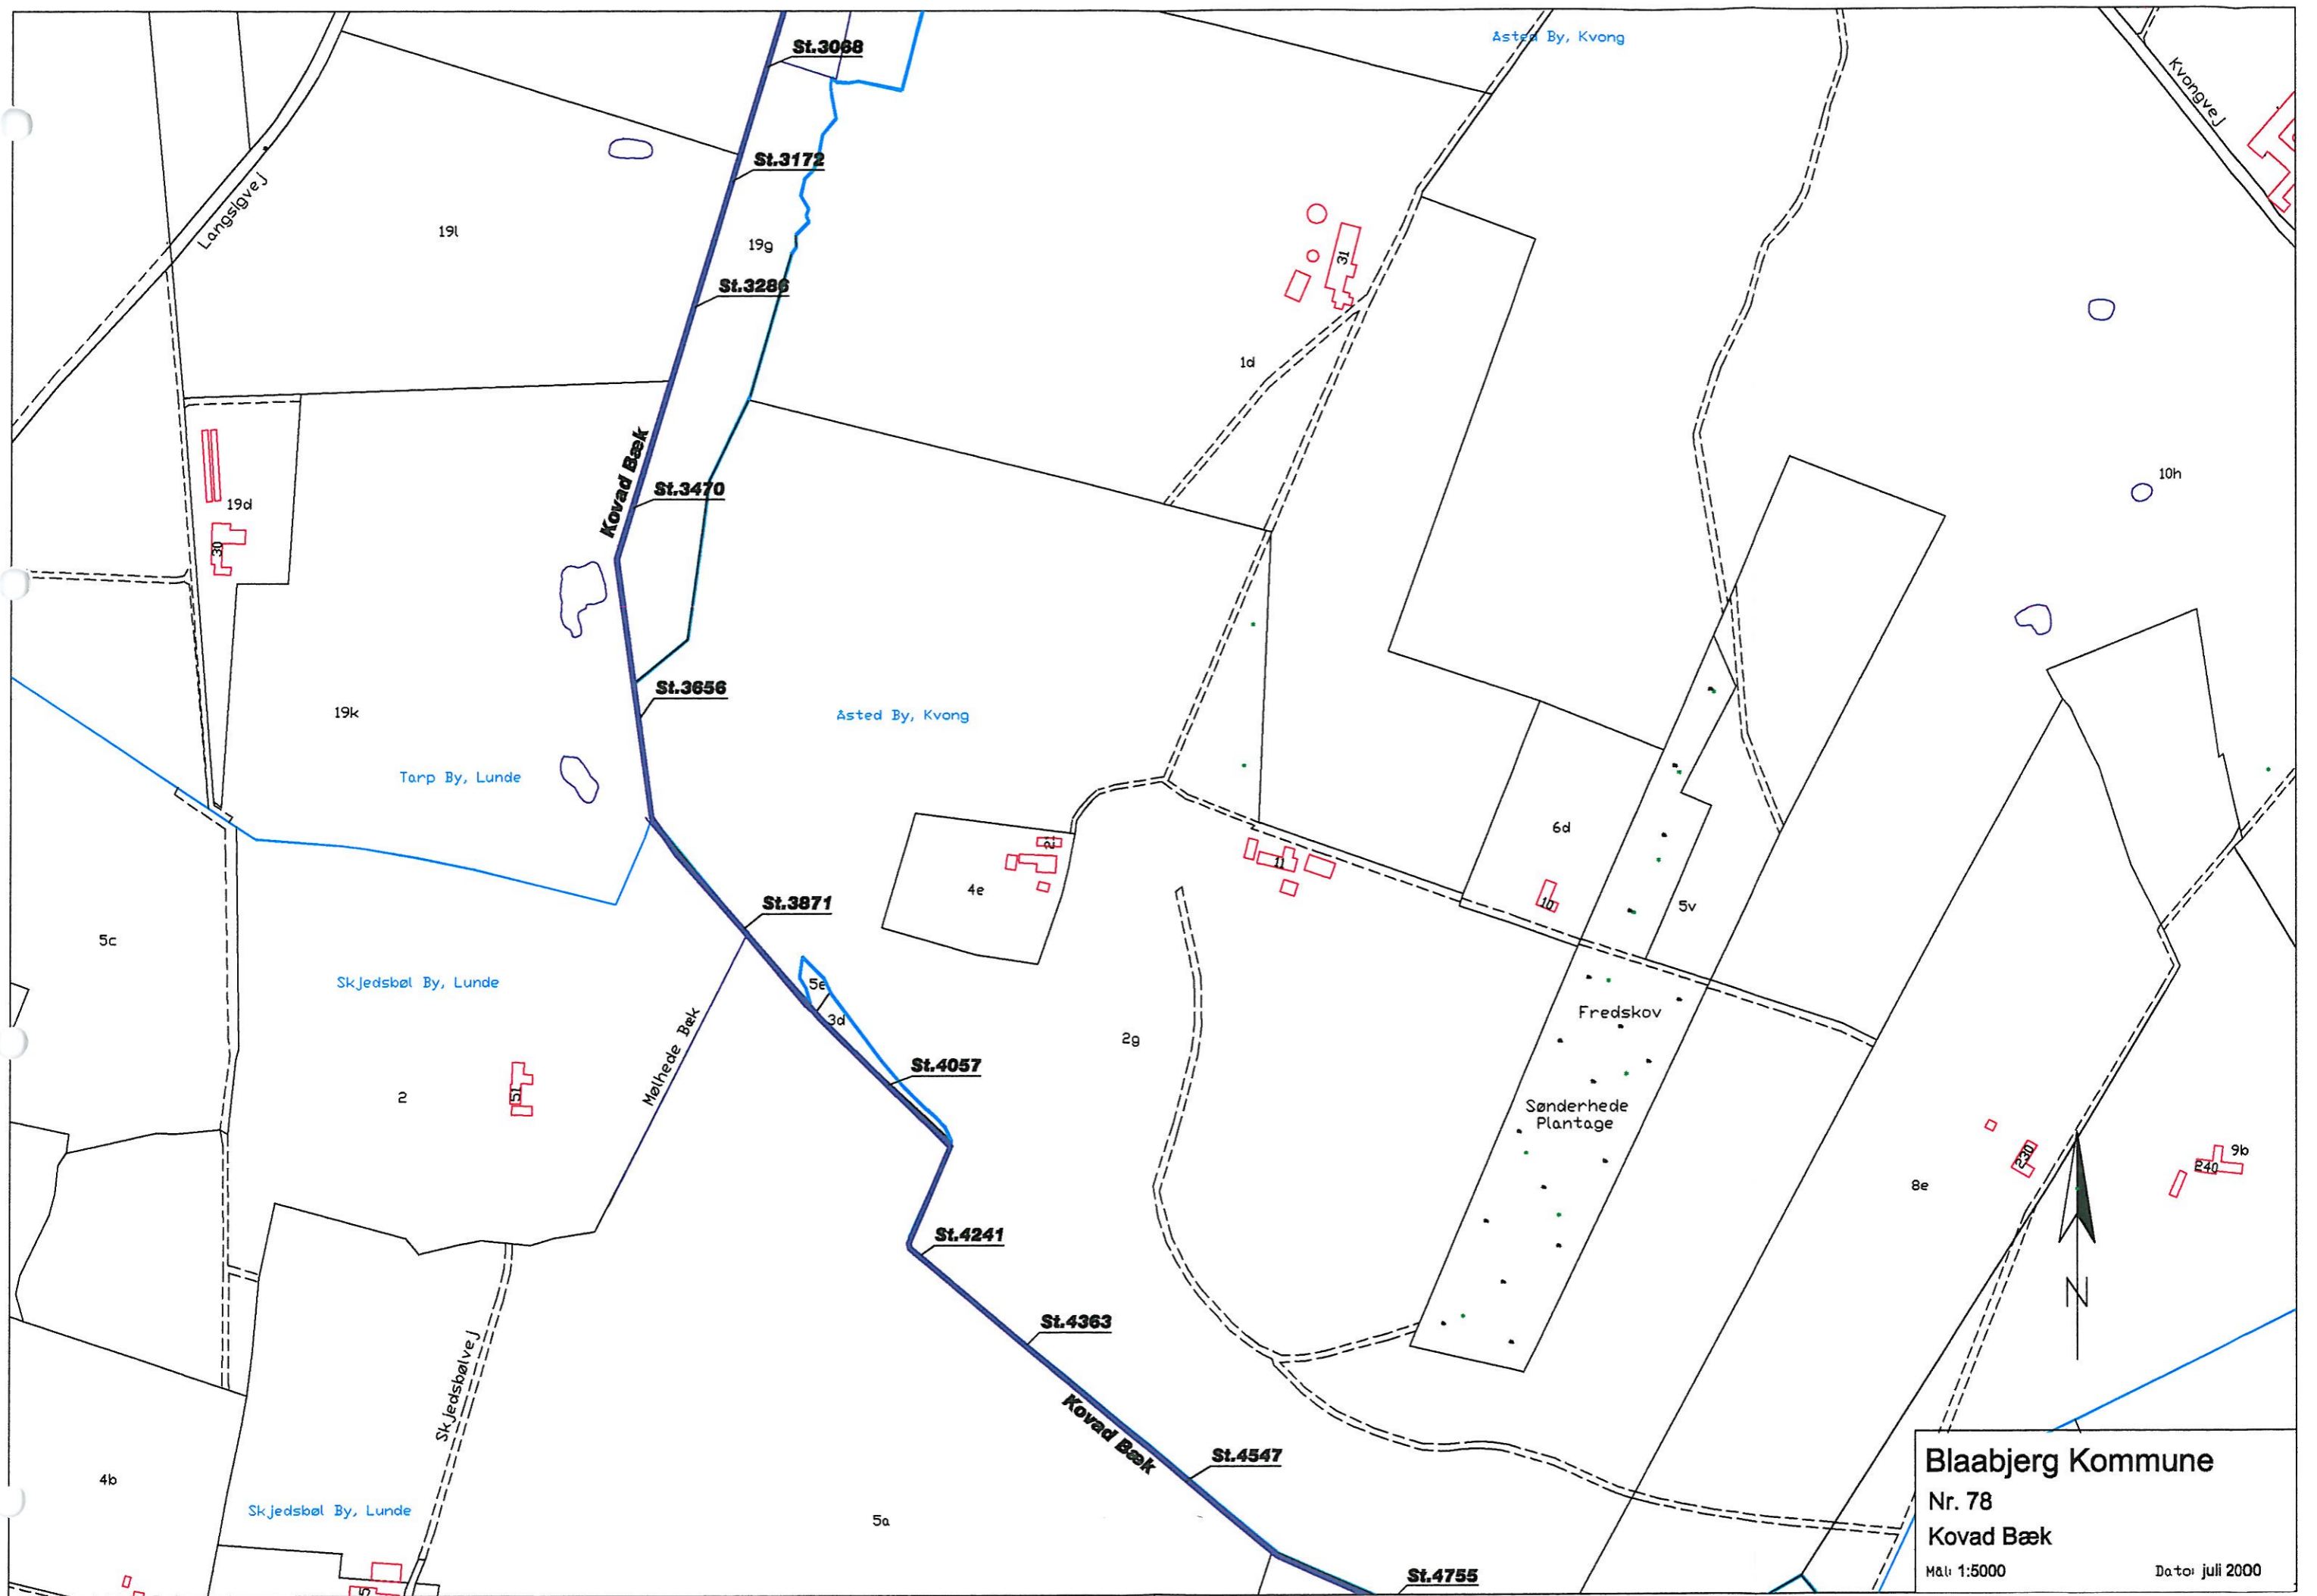 St.3068
Asted By, Kvong
Kvongvej
St.3172
Langsigvej
19l
19g
31
St.3286
1d
10h
Kovad Bæk
St.3470
19d
30
St.3656
19k
Asted By, Kvong
Tarp By, Lunde
6d
21
11
4e
10
5v
St.3871
5c
Skjedsbøl By, Lunde
5e
3d
Fredskov
2g
Mølhede Bæk
St.4057
2
51
Sønderhede
Plantage
230
240
9b
8e
St.4241
N
St.4363
Skjedsbølvej
Kovad Bæk
St.4547
4b
Skjedsbøl By, Lunde
5a
St.4755
Blaabjerg Kommune
Nr. 78
Kovad Bæk
Mål: 1:5000
Dato: juli 2000